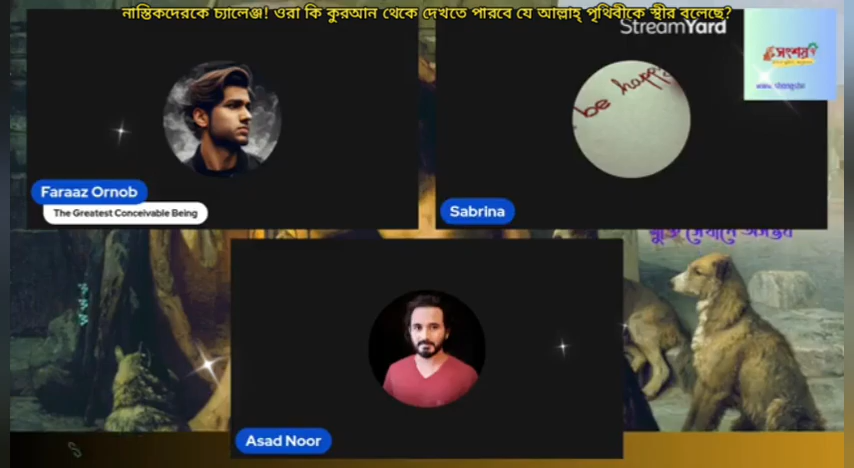 নাস্তিকদেরকে চ্যালেঞ্জ! ওরা কি কুরআন থেকে দেখতে পারবে যে আল্লাহ্ পৃথিবীকে স্থীর বলেছে?
StreamYard
সংশয়
be happy
Faraaz Ornob
The Greatest Conceivable Being
Sabrina
Asad Noor